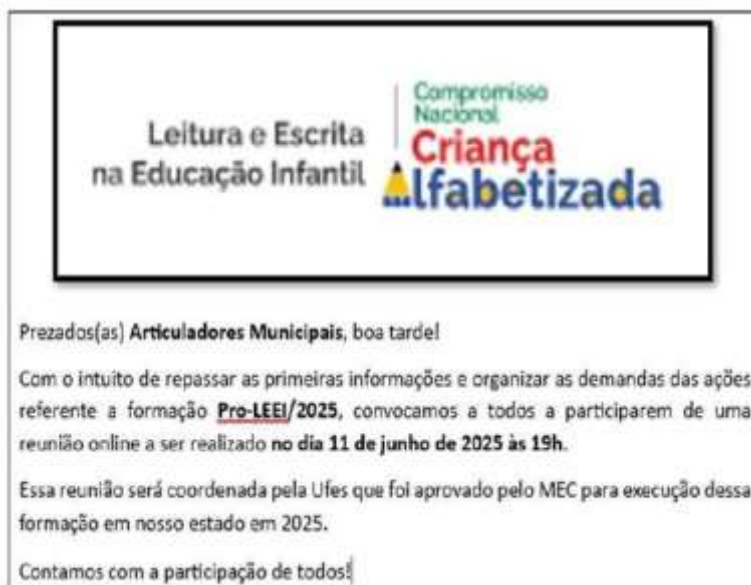 Leitura e Escrita
na Educação Infantil
Compromisso
Nacional
Criança
Alfabetizada
Prezados(as) Articuladores Municipais, boa tarde!
Com o intuito de repassar as primeiras informações e organizar as demandas das ações
referente a formação Pro-LEEI/2025, convocamos a todos a participarem de uma
reunião online a ser realizado no dia 11 de junho de 2025 às 19h.
Essa reunião será coordenada pela Ufes que foi aprovado pelo MEC para execução dessa
formação em nosso estado em 2025.
Contamos com a participação de todos!